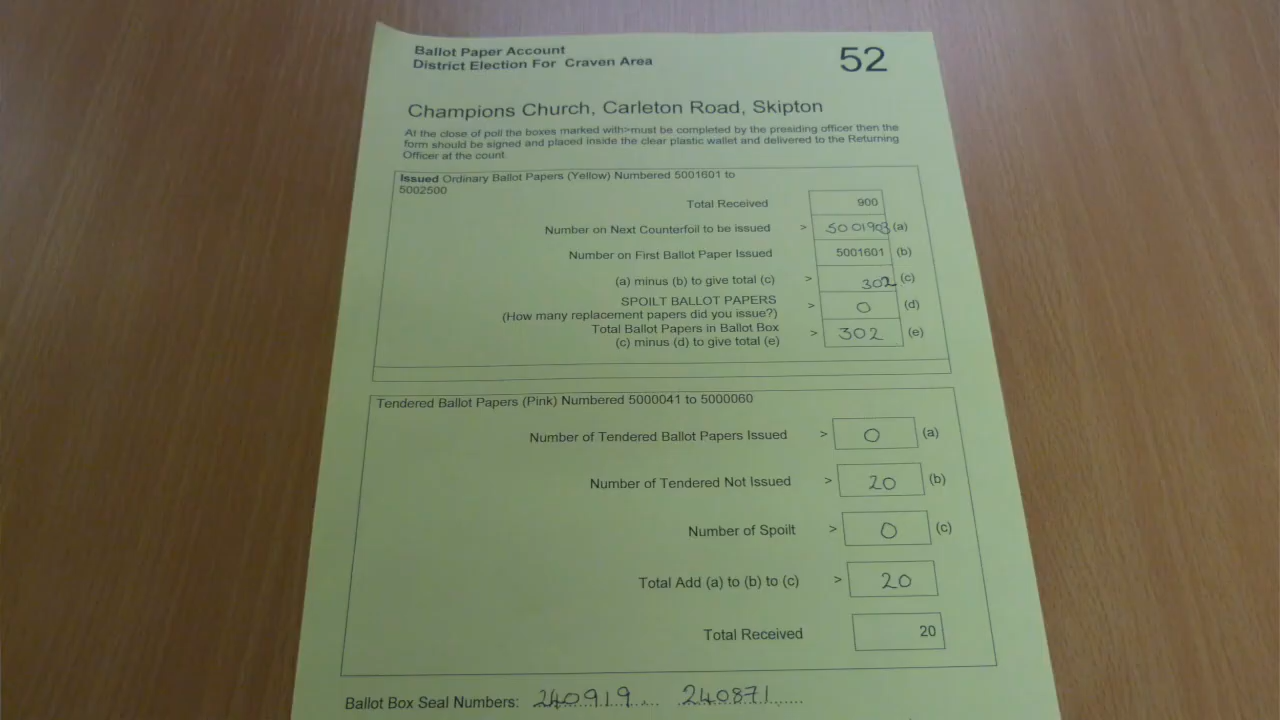 Ballot Paper Account
District Election For Craven Area
52
Champions Church, Carleton Road, Skipton
At the close of poll the boxes marked with>must be completed by the presiding officer then the
form should be signed and placed inside the clear plastic wallet and delivered to the Returning
Officer at the count.
Issued Ordinary Ballot Papers (Yellow) Numbered 5001601 to
5002500
Total Received 900
Number on Next Counterfoil to be issued > 5001903 (a)
Number on First Ballot Paper Issued 5001601 (b)
(a) minus (b) to give total (c) > 302 (c)
SPOILT BALLOT PAPERS
(How many replacement papers did you issue?) > 0 (d)
Total Ballot Papers in Ballot Box
(c) minus (d) to give total (e) > 302 (e)
Tendered Ballot Papers (Pink) Numbered 5000041 to 5000060
Number of Tendered Ballot Papers Issued > 0 (a)
Number of Tendered Not Issued > 20 (b)
Number of Spoilt > 0 (c)
Total Add (a) to (b) to (c) > 20
Total Received 20
Ballot Box Seal Numbers: 240919 240871